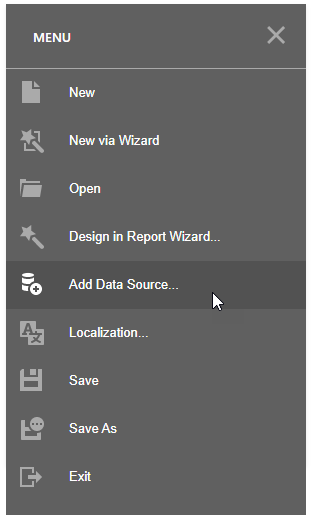 MENU
New
New via Wizard
Open
Design in Report Wizard...
Add Data Source...
Localization...
Save
Save As
Exit